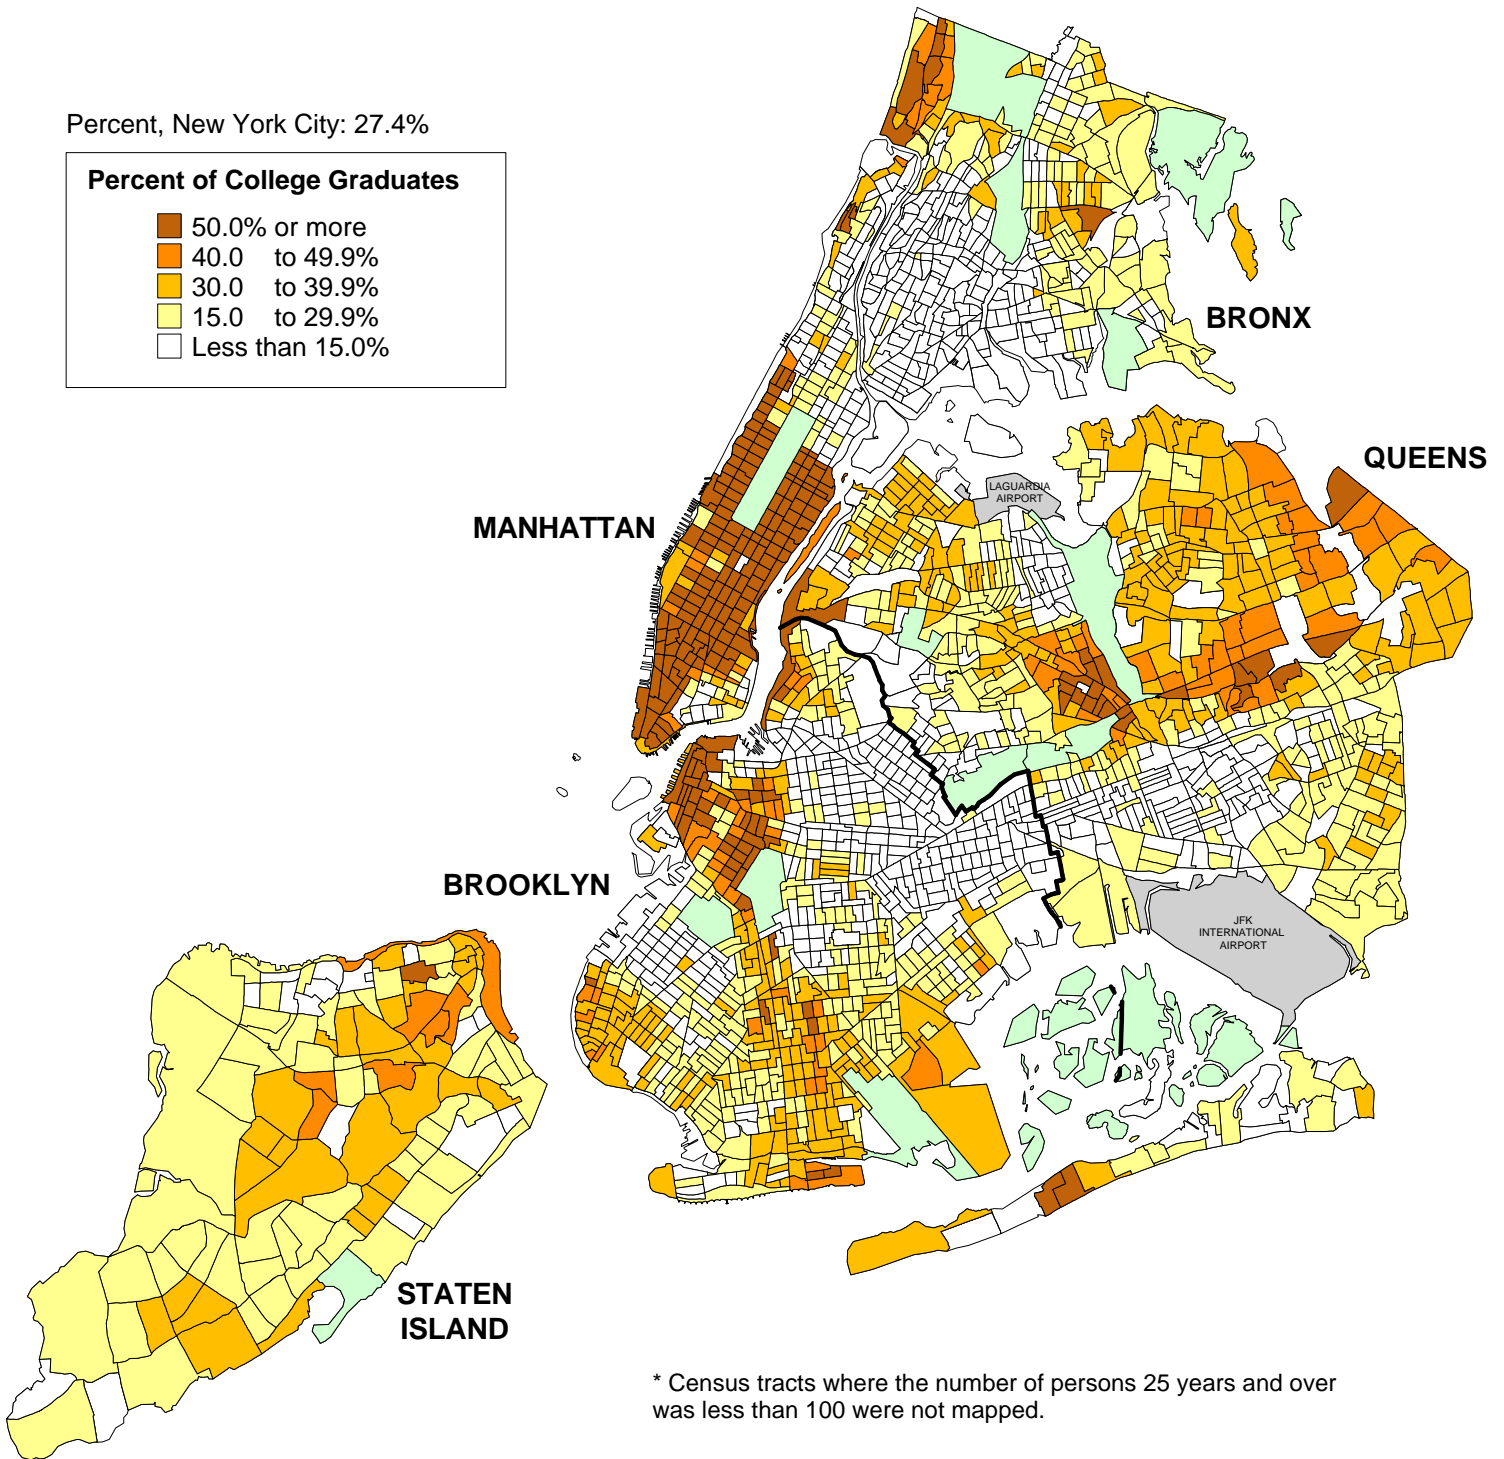 Percent, New York City: 27.4%
Percent of College Graduates
50.0% or more
40.0 to 49.9%
30.0 to 39.9%
15.0 to 29.9%
Less than 15.0%
BRONX
QUEENS
LAGUARDIA
AIRPORT
MANHATTAN
BROOKLYN
JFK
INTERNATIONAL
AIRPORT
STATEN
ISLAND
* Census tracts where the number of persons 25 years and over
was less than 100 were not mapped.